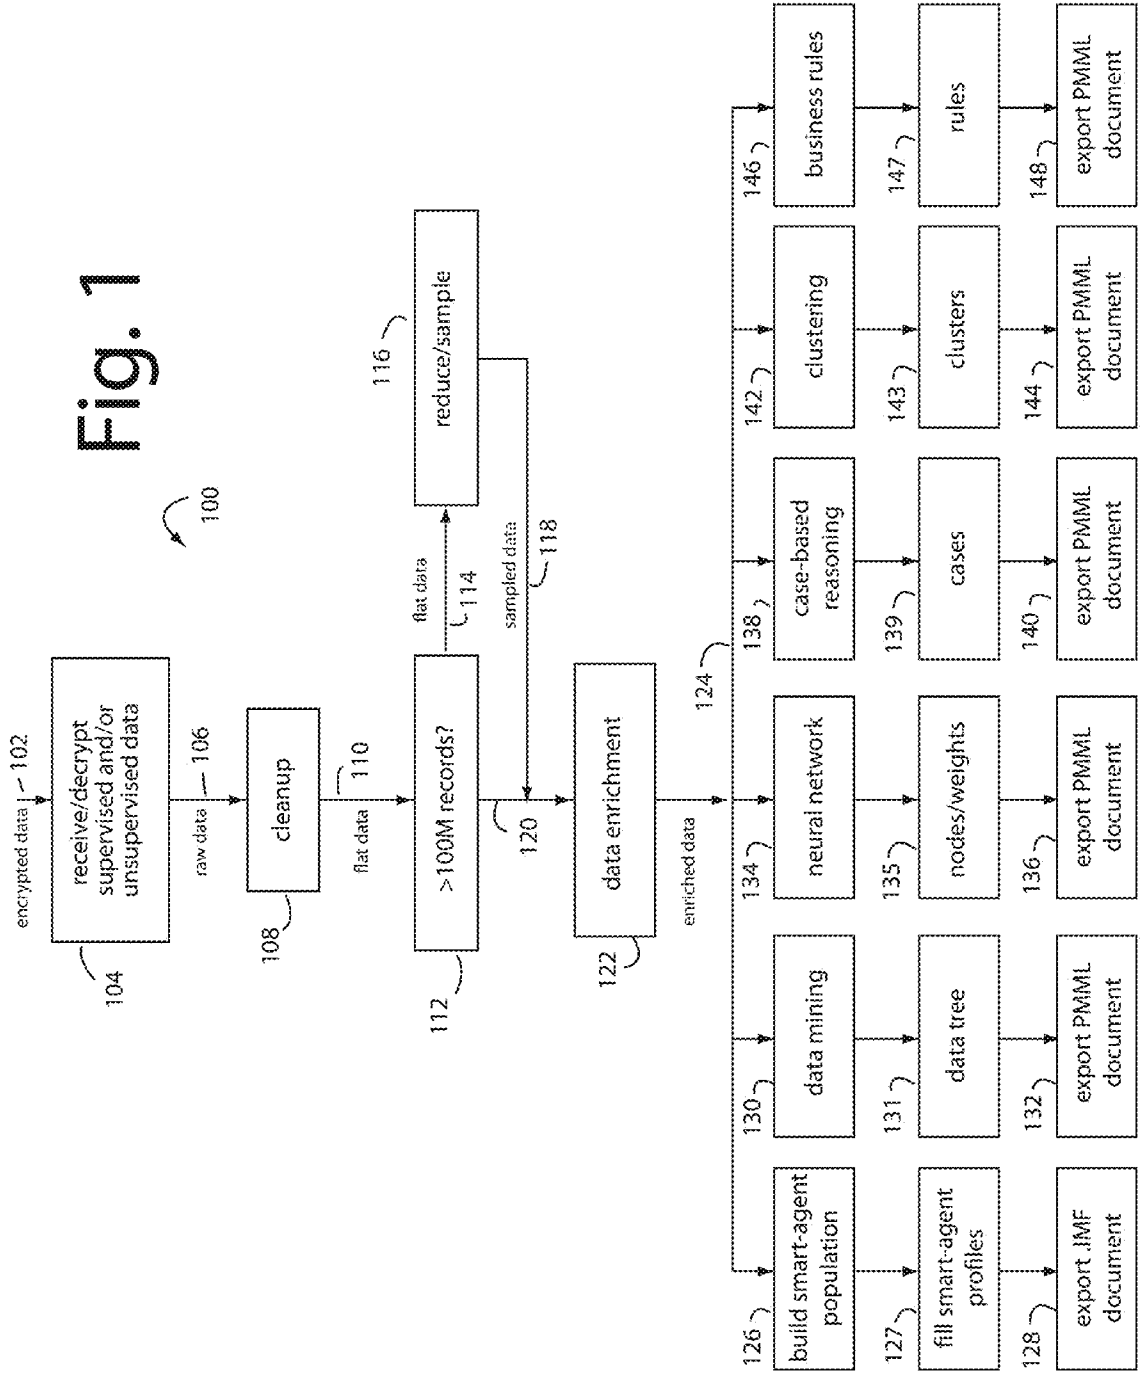 Fig. 1
100
encrypted data
102
receive/decrypt
supervised and/or
unsupervised data
104
raw data
106
cleanup
108
flat data
110
>100M records?
112
flat data
114
reduce/sample
116
sampled data
118
120
data enrichment
122
enriched data
124
126
build smart-agent
population
127
fill smart-agent
profiles
128
export .IMF
document
130
data mining
131
data tree
132
export PMML
document
134
neural network
135
nodes/weights
136
export PMML
document
138
case-based
reasoning
139
cases
140
export PMML
document
142
clustering
143
clusters
144
export PMML
document
146
business rules
147
rules
148
export PMML
document